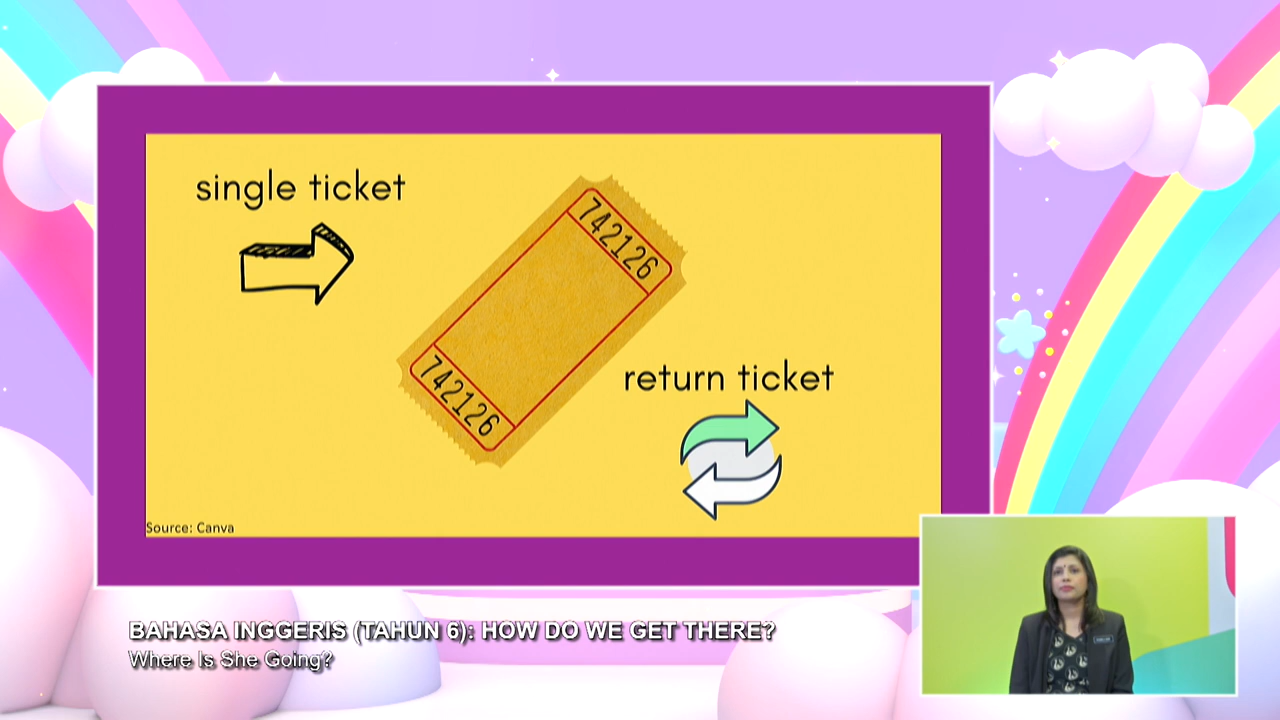 single ticket
742126
742126
return ticket
Source: Canva
BAHASA INGGERIS (TAHUN 6): HOW DO WE GET THERE?
Where Is She Going?